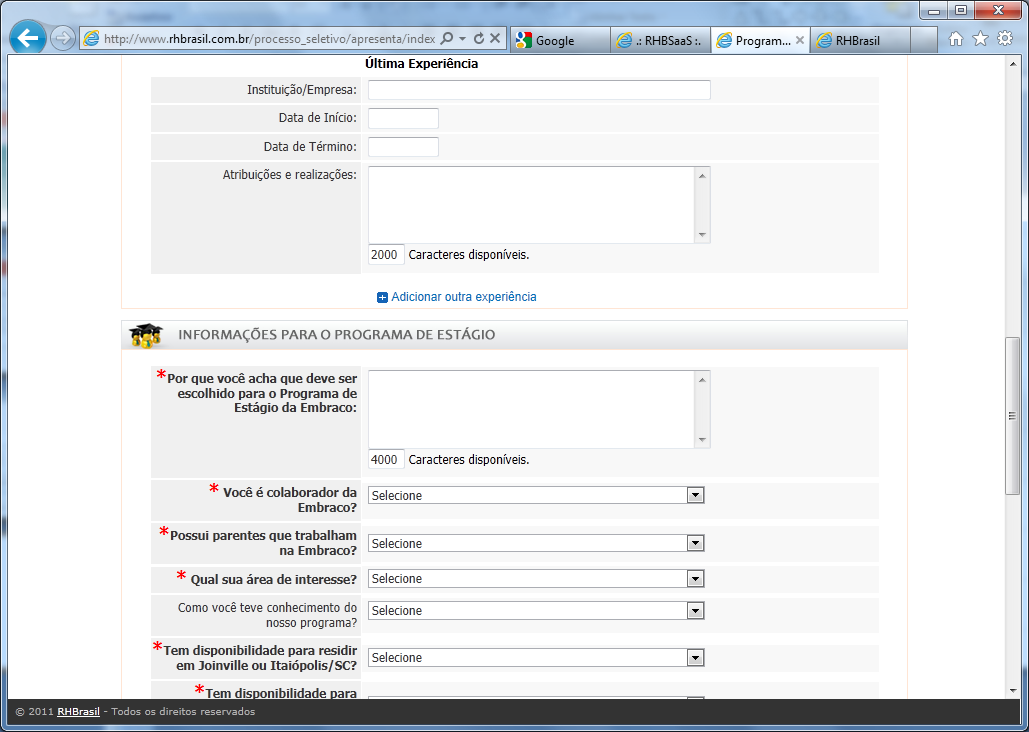 http://www.rhbrasil.com.br/processo_seletivo/apresenta/index
Google
.: RHBSaaS :.
Program...
RHBrasil
Última Experiência
Instituição/Empresa:
Data de Início:
Data de Término:
Atribuições e realizações:
2000 Caracteres disponíveis.
Adicionar outra experiência
INFORMAÇÕES PARA O PROGRAMA DE ESTÁGIO
*Por que você acha que deve ser
escolhido para o Programa de
Estágio da Embraco:
4000 Caracteres disponíveis.
* Você é colaborador da
Embraco?
Selecione
*Possui parentes que trabalham
na Embraco?
Selecione
* Qual sua área de interesse?
Selecione
Como você teve conhecimento do
nosso programa?
Selecione
*Tem disponibilidade para residir
em Joinville ou Itaiópolis/SC?
Selecione
*Tem disponibilidade para
© 2011 RHBrasil - Todos os direitos reservados